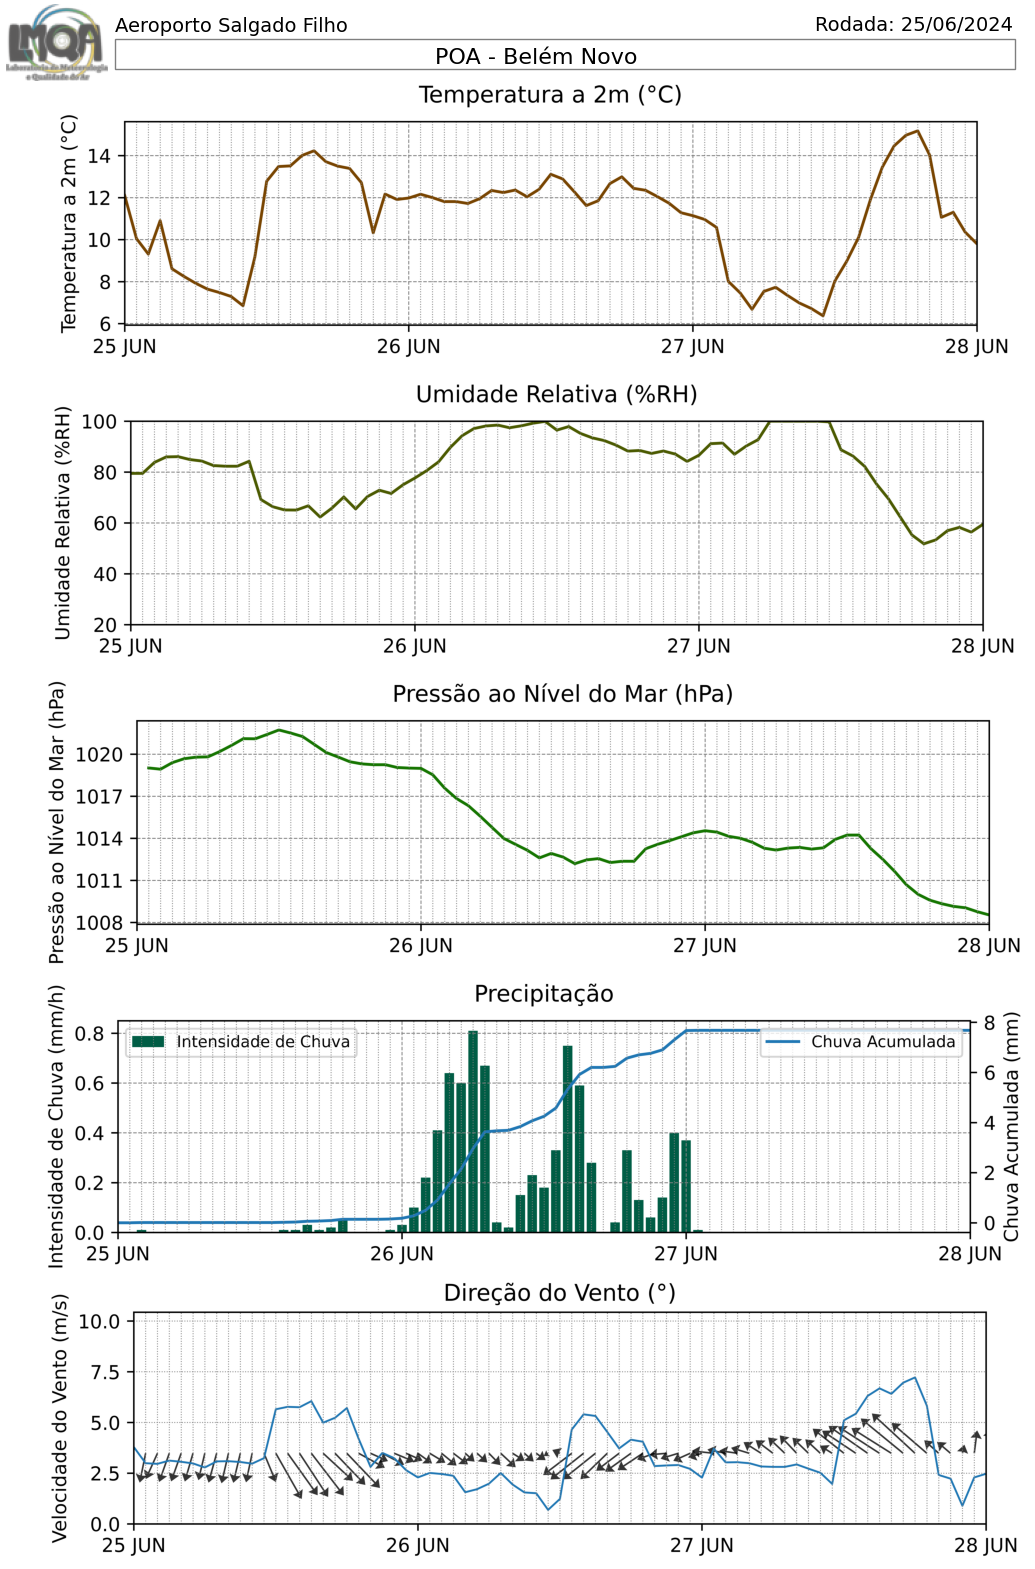 LMQA
Laboratório de Meteorologia
e Qualidade do Ar
Aeroporto Salgado Filho
Rodada: 25/06/2024
POA - Belém Novo
Temperatura a 2m (°C)
Temperatura a 2m (°C)
14
12
10
8
6
25 JUN
26 JUN
27 JUN
28 JUN
Umidade Relativa (%RH)
Umidade Relativa (%RH)
100
80
60
40
20
25 JUN
26 JUN
27 JUN
28 JUN
Pressão ao Nível do Mar (hPa)
Pressão ao Nível do Mar (hPa)
1020
1017
1014
1011
1008
25 JUN
26 JUN
27 JUN
28 JUN
Precipitação
Intensidade de Chuva (mm/h)
0.8
0.6
0.4
0.2
0.0
Intensidade de Chuva
Chuva Acumulada
8
6
4
2
0
Chuva Acumulada (mm)
25 JUN
26 JUN
27 JUN
28 JUN
Direção do Vento (°)
Velocidade do Vento (m/s)
10.0
7.5
5.0
2.5
0.0
25 JUN
26 JUN
27 JUN
28 JUN